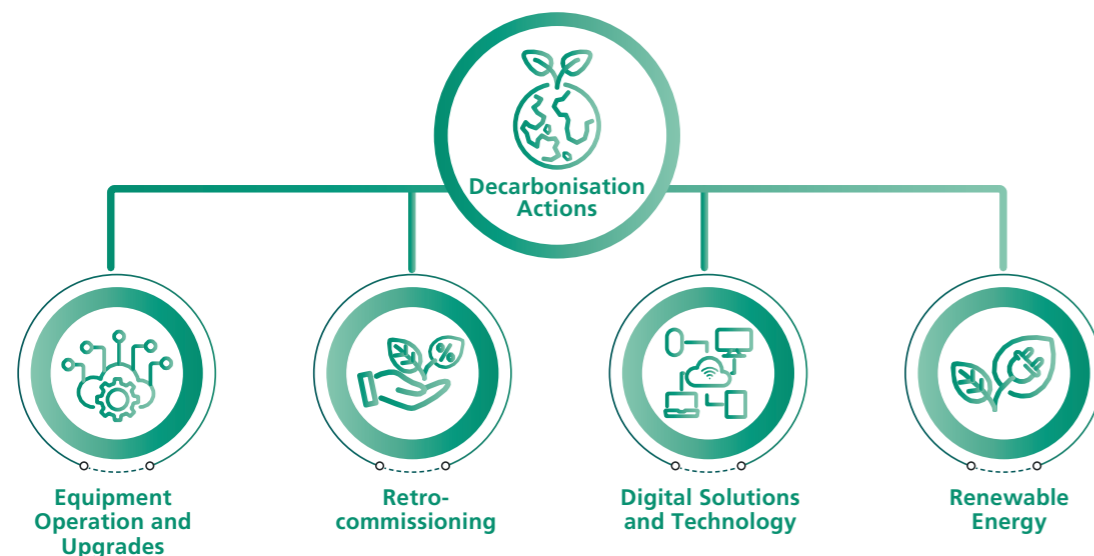 Decarbonisation
Actions
Equipment
Operation and
Upgrades
Retro-
commissioning
Digital Solutions
and Technology
Renewable
Energy